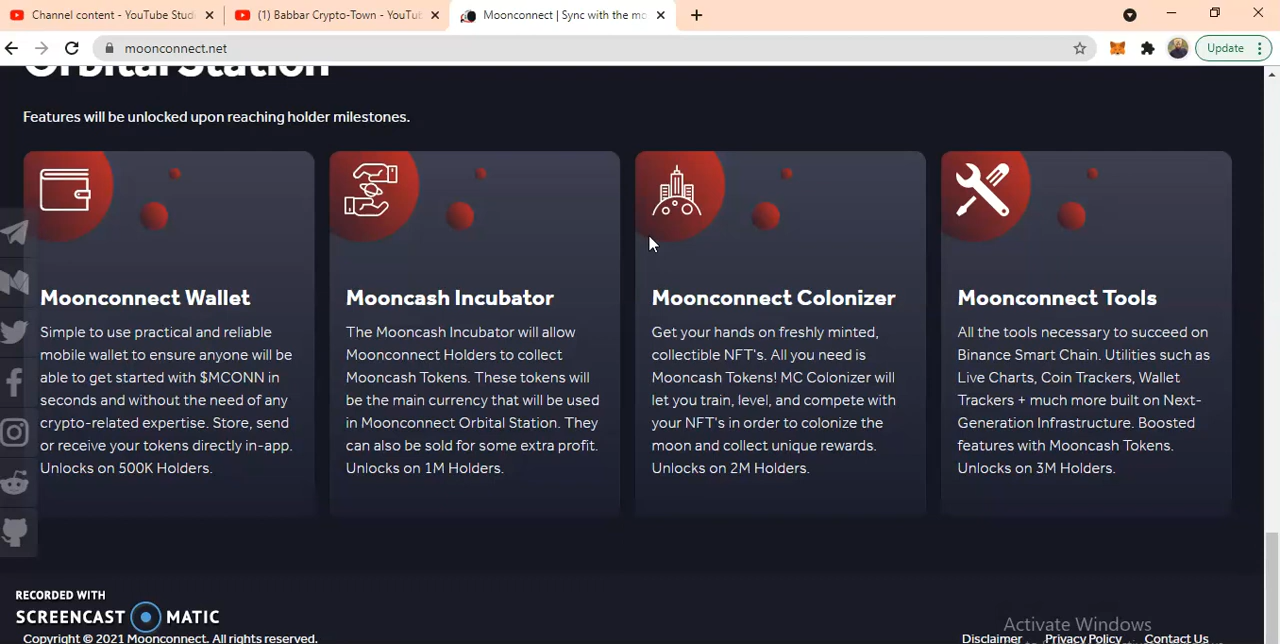 Channel content - YouTube Stud
(1) Babbar Crypto-Town - YouTu
Moonconnect | Sync with the mo
moonconnect.net
Update
Orbital Station
Features will be unlocked upon reaching holder milestones.
Moonconnect Wallet
Simple to use practical and reliable
mobile wallet to ensure anyone will be
able to get started with $MCONN in
seconds and without the need of any
crypto-related expertise. Store, send
or receive your tokens directly in-app.
Unlocks on 500K Holders.
Mooncash Incubator
The Mooncash Incubator will allow
Moonconnect Holders to collect
Mooncash Tokens. These tokens will
be the main currency that will be used
in Moonconnect Orbital Station. They
can also be sold for some extra profit.
Unlocks on 1M Holders.
Moonconnect Colonizer
Get your hands on freshly minted,
collectible NFT's. All you need is
Mooncash Tokens! MC Colonizer will
let you train, level, and compete with
your NFT's in order to colonize the
moon and collect unique rewards.
Unlocks on 2M Holders.
Moonconnect Tools
All the tools necessary to succeed on
Binance Smart Chain. Utilities such as
Live Charts, Coin Trackers, Wallet
Trackers + much more built on Next-
Generation Infrastructure. Boosted
features with Mooncash Tokens.
Unlocks on 3M Holders.
RECORDED WITH
SCREENCAST MATIC
Activate Windows
Copyright © 2021 Moonconnect. All rights reserved.
Disclaimer Privacy Policy Contact Us